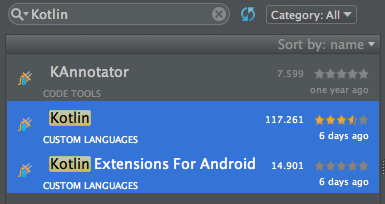 Kotlin
Category: All
Sort by: name
KAnnotator 7.599
CODE TOOLS one year ago
Kotlin 117.261
CUSTOM LANGUAGES 6 days ago
Kotlin Extensions For Android 14.901
CUSTOM LANGUAGES 6 days ago